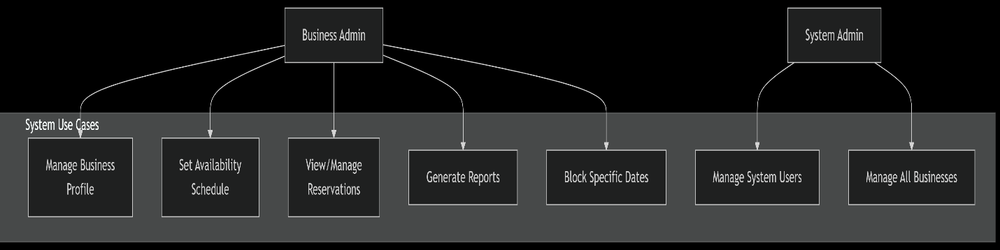 Business Admin
System Admin
System Use Cases
Manage Business
Profile
Set Availability
Schedule
View/Manage
Reservations
Generate Reports
Block Specific Dates
Manage System Users
Manage All Businesses